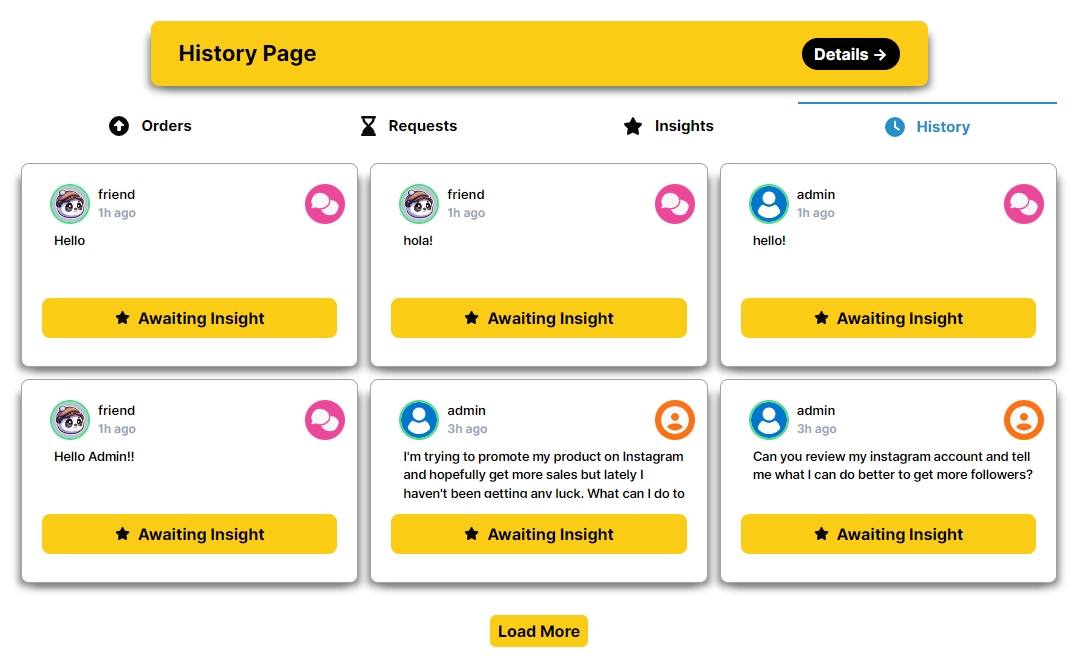 History Page
Details →
Orders
Requests
Insights
History
friend
1h ago
Hello
Awaiting Insight
friend
1h ago
hola!
Awaiting Insight
admin
1h ago
hello!
Awaiting Insight
friend
1h ago
Hello Admin!!
Awaiting Insight
admin
3h ago
I'm trying to promote my product on Instagram
and hopefully get more sales but lately I
haven't been getting any luck. What can I do to
Awaiting Insight
admin
3h ago
Can you review my instagram account and tell
me what I can do better to get more followers?
Awaiting Insight
Load More